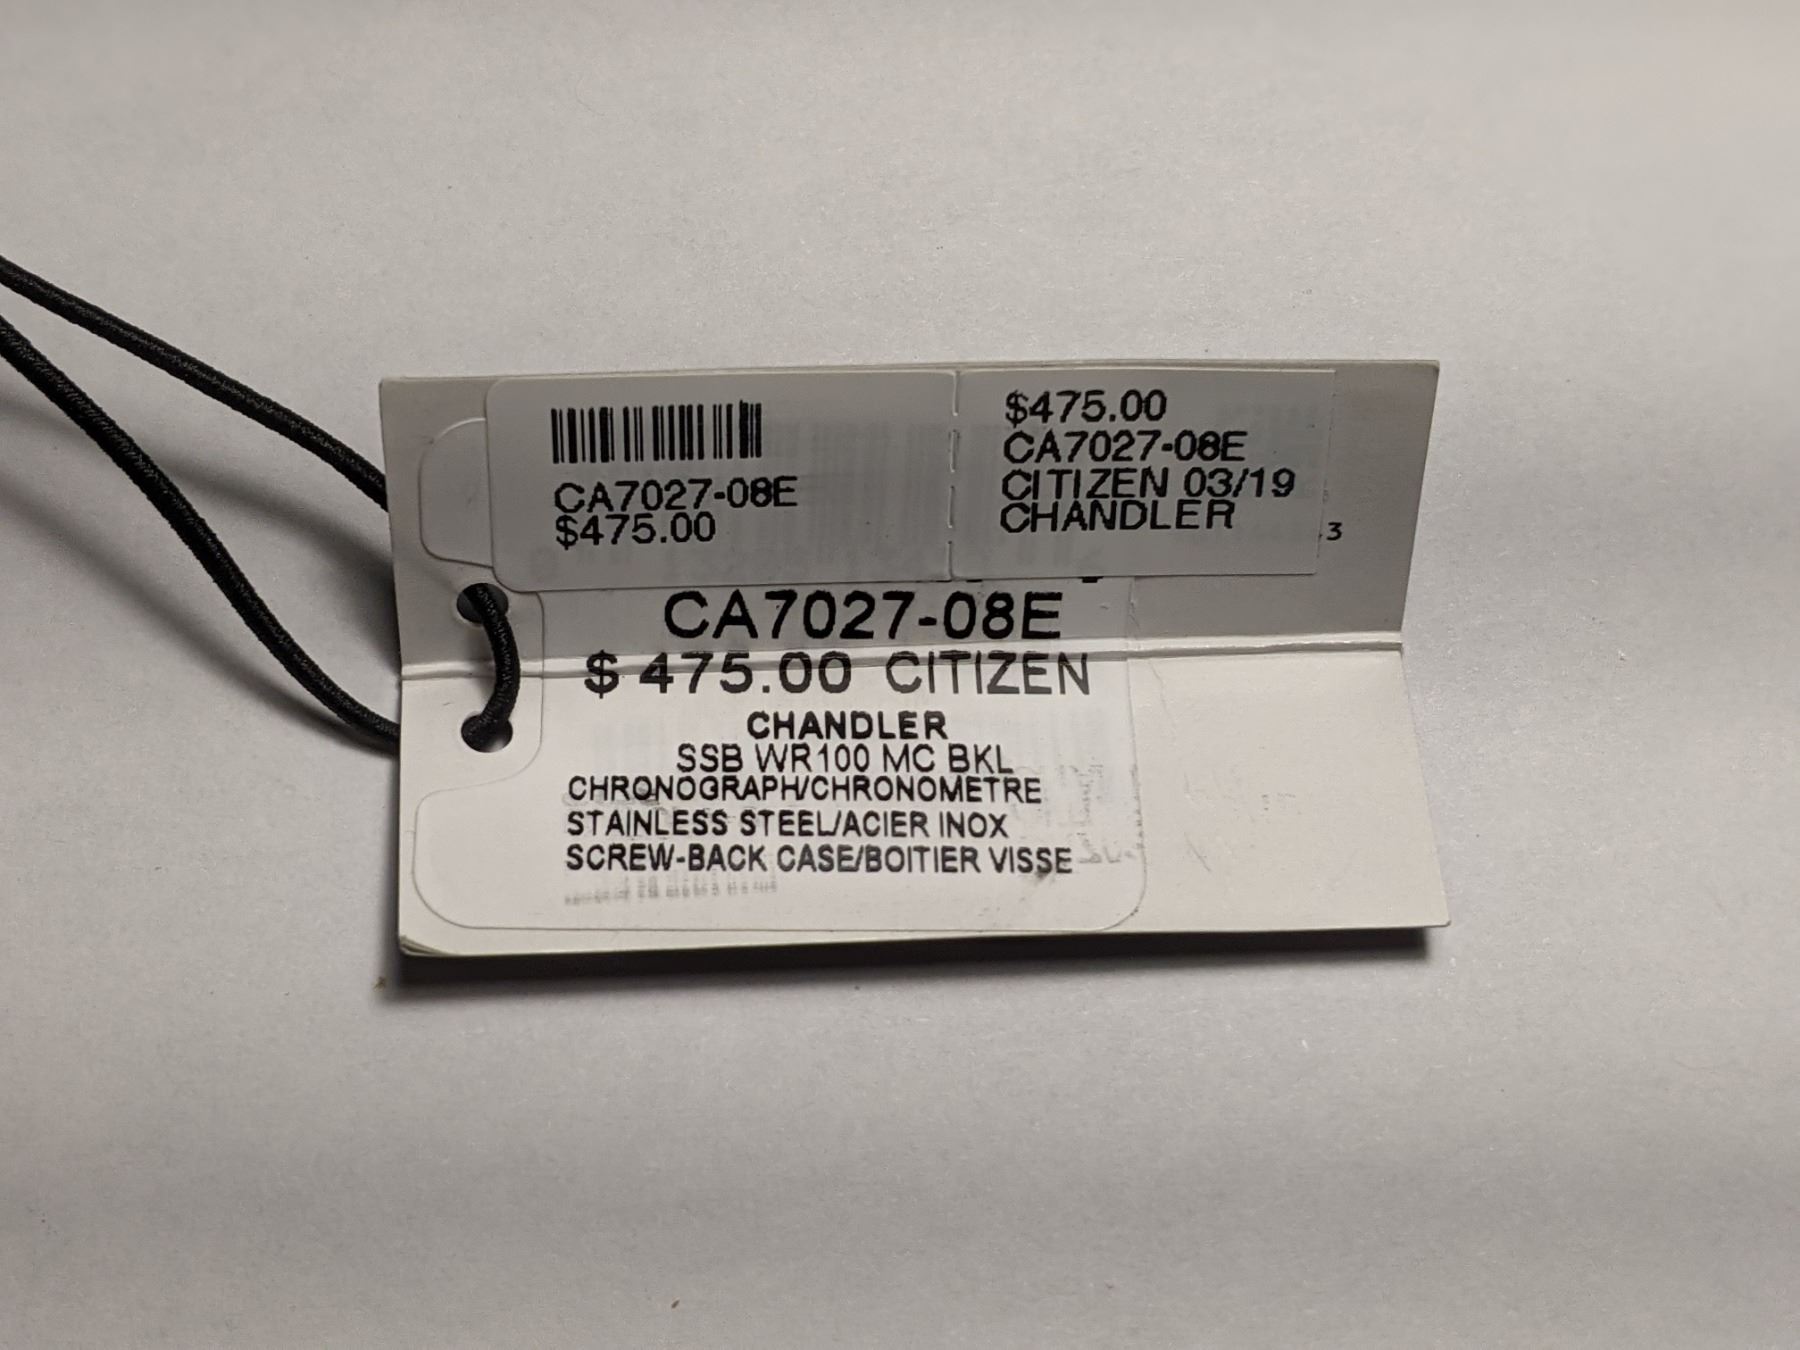 CA7027-08E
$475.00
$475.00
CA7027-08E
CITIZEN 03/19
CHANDLER
3
CA7027-08E
$ 475.00 CITIZEN
CHANDLER
SSB WR100 MC BKL
CHRONOGRAPH/CHRONOMETRE
STAINLESS STEEL/ACIER INOX
SCREW-BACK CASE/BOITIER VISSE